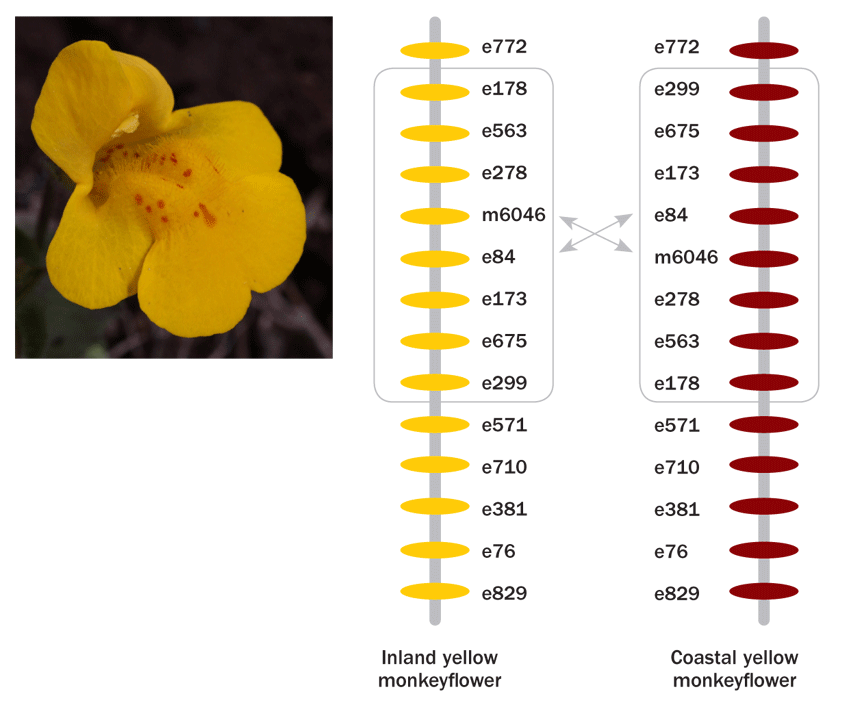 e772
e178
e563
e278
m6046
e84
e173
e675
e299
e571
e710
e381
e76
e829
Inland yellow
monkeyflower
e772
e299
e675
e173
e84
m6046
e278
e563
e178
e571
e710
e381
e76
e829
Coastal yellow
monkeyflower